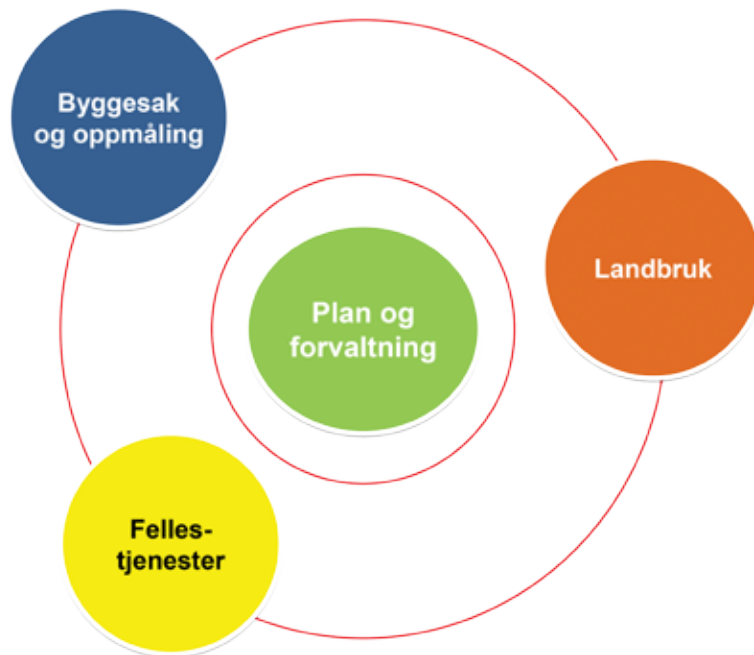 Byggesak
og oppmåling
Landbruk
Plan og
forvaltning
Felles-
tjenester